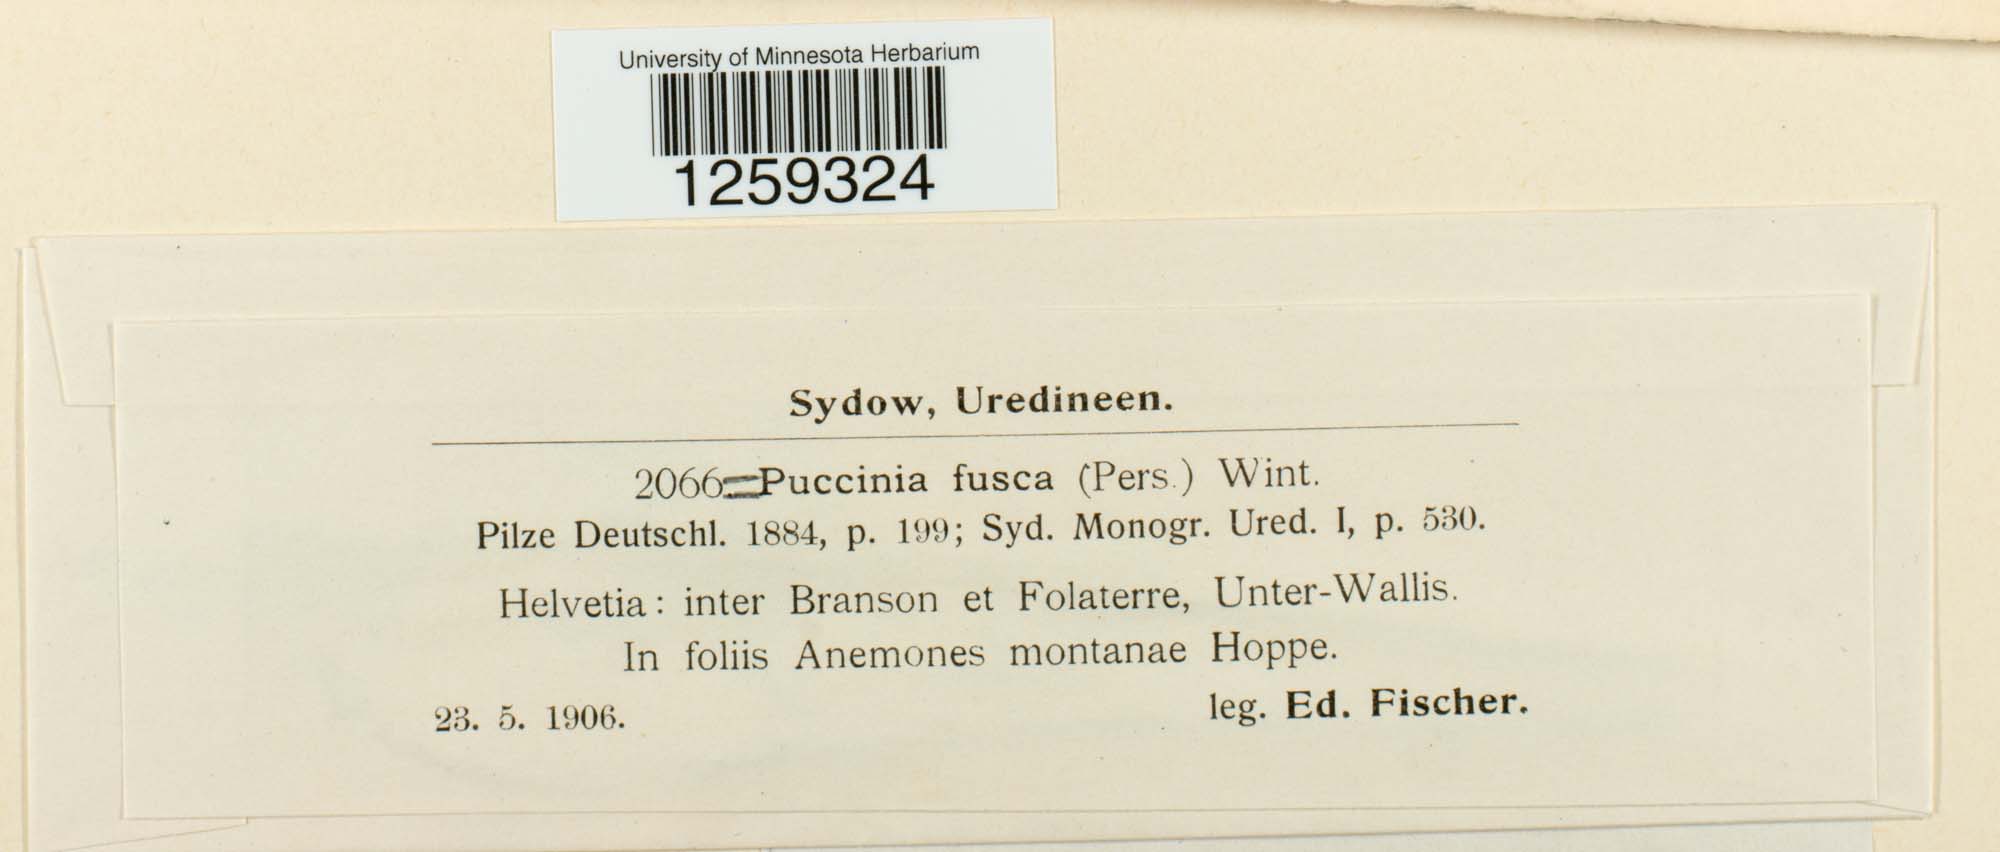 University of Minnesota Herbarium
1259324
Sydow, Uredineen.
2066 Puccinia fusca (Pers.) Wint.
Pilze Deutschl. 1884, p. 199; Syd. Monogr. Ured. I, p. 530.
Helvetia: inter Branson et Folaterre, Unter-Wallis.
In foliis Anemones montanae Hoppe.
23. 5. 1906.
leg. Ed. Fischer.